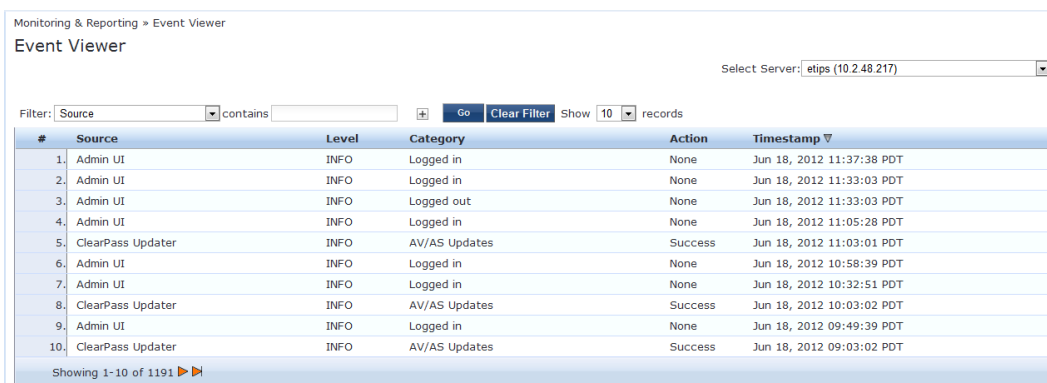 Monitoring & Reporting » Event Viewer
Event Viewer
Select Server: etips (10.2.48.217)
Filter: Source contains + Go Clear Filter Show 10 records
# Source Level Category Action Timestamp
1. Admin UI INFO Logged in None Jun 18, 2012 11:37:38 PDT
2. Admin UI INFO Logged in None Jun 18, 2012 11:33:03 PDT
3. Admin UI INFO Logged out None Jun 18, 2012 11:33:03 PDT
4. Admin UI INFO Logged in None Jun 18, 2012 11:05:28 PDT
5. ClearPass Updater INFO AV/AS Updates Success Jun 18, 2012 11:03:01 PDT
6. Admin UI INFO Logged in None Jun 18, 2012 10:58:39 PDT
7. Admin UI INFO Logged in None Jun 18, 2012 10:32:51 PDT
8. ClearPass Updater INFO AV/AS Updates Success Jun 18, 2012 10:03:02 PDT
9. Admin UI INFO Logged in None Jun 18, 2012 09:49:39 PDT
10. ClearPass Updater INFO AV/AS Updates Success Jun 18, 2012 09:03:02 PDT
Showing 1-10 of 1191